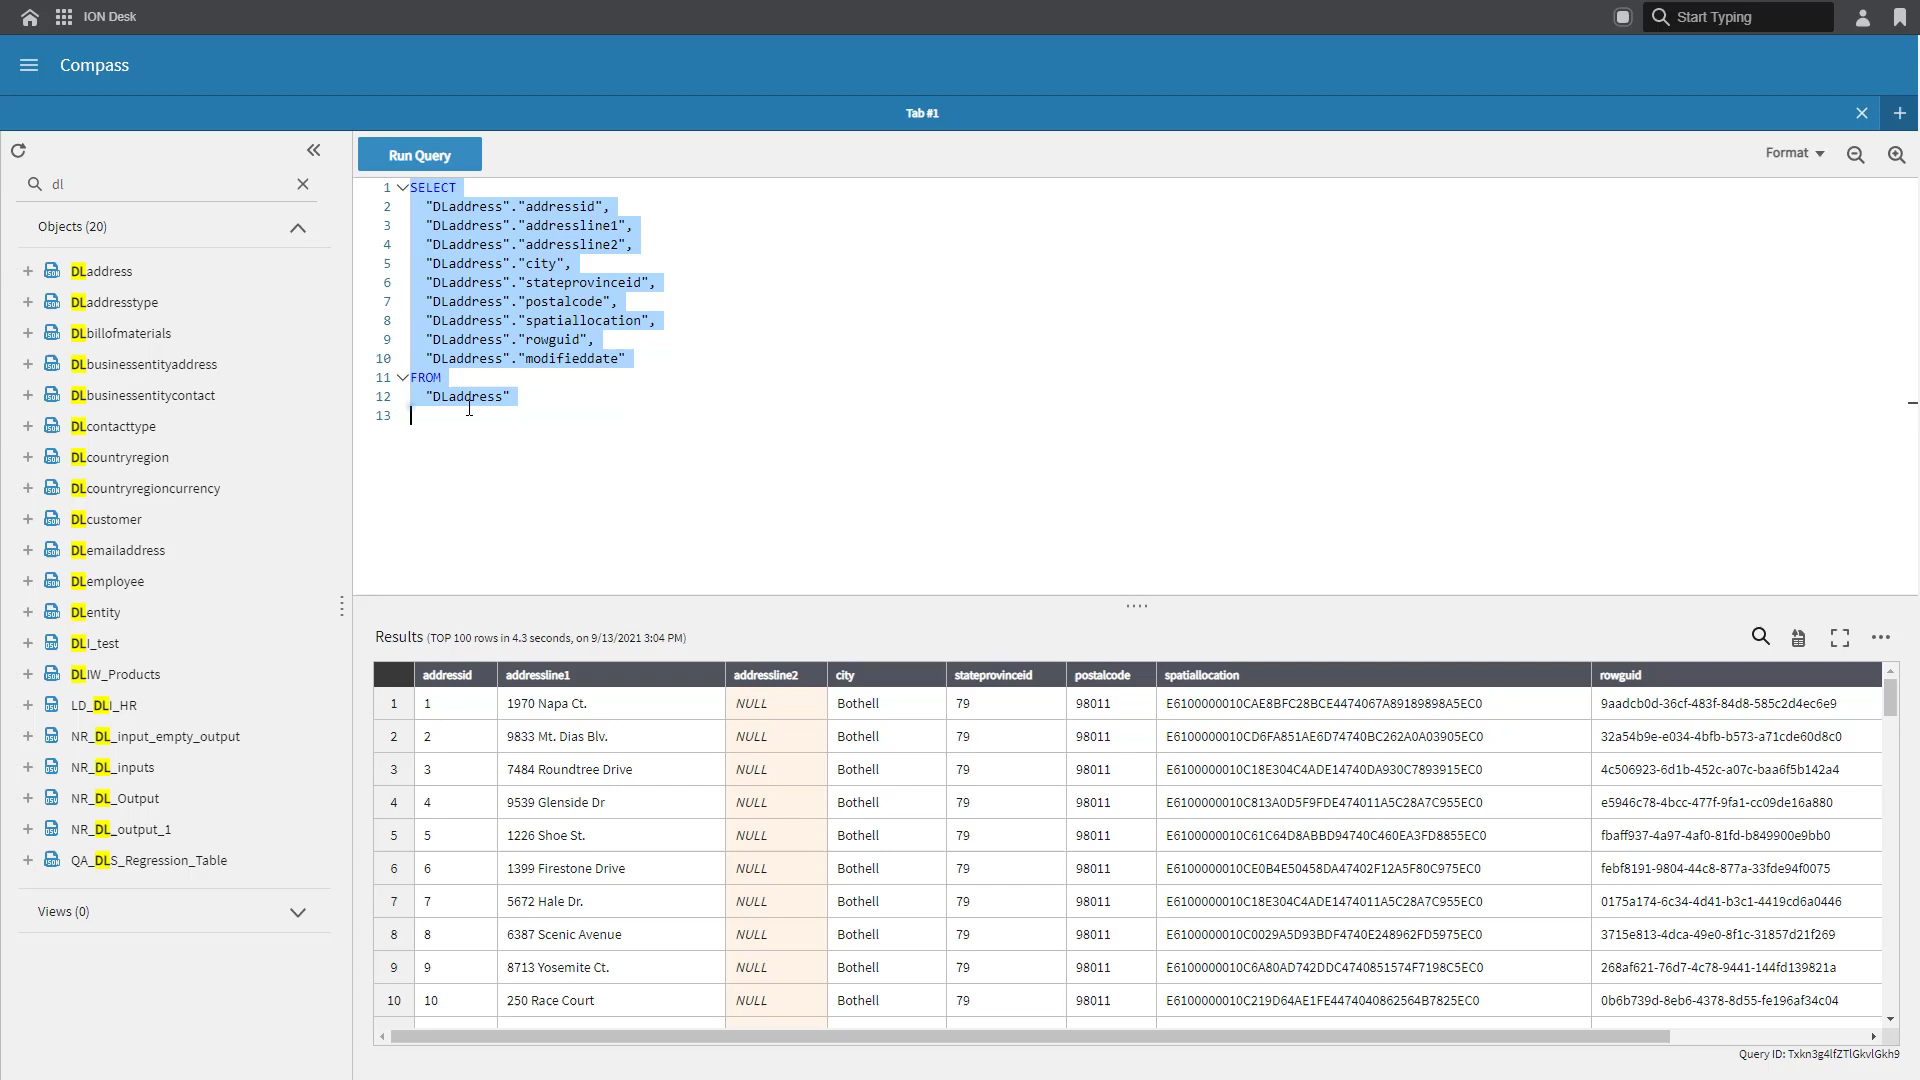 ION Desk
Start Typing
Compass
Tab #1
Run Query
Format
dl
Objects (20)
DLaddress
DLaddresstype
DLbillofmaterials
DLbusinessentityaddress
DLbusinessentitycontact
DLcontacttype
DLcountryregion
DLcountryregioncurrency
DLcustomer
DLemailaddress
DLemployee
DLentity
DLI_test
DLIW_Products
LD_DLI_HR
NR_DL_input_empty_output
NR_DL_inputs
NR_DL_Output
NR_DL_output_1
QA_DLS_Regression_Table
Views (0)
1 SELECT
2 "DLaddress"."addressid",
3 "DLaddress"."addressline1",
4 "DLaddress"."addressline2",
5 "DLaddress"."city",
6 "DLaddress"."stateprovinceid",
7 "DLaddress"."postalcode",
8 "DLaddress"."spatiallocation",
9 "DLaddress"."rowguid",
10 "DLaddress"."modifieddate"
11 FROM
12 "DLaddress"
13
Results (TOP 100 rows in 4.3 seconds, on 9/13/2021 3:04 PM)
addressid addressline1 addressline2 city stateprovinceid postalcode spatiallocation rowguid
1 1 1970 Napa Ct. NULL Bothell 79 98011 E6100000010CAE8BFC28BCE4474067A89189898A5EC0 9aadcb0d-36cf-483f-84d8-585c2d4ec6e9
2 2 9833 Mt. Dias Blv. NULL Bothell 79 98011 E6100000010CD6FA851AE6D74740BC262A0A03905EC0 32a54b9e-e034-4bfb-b573-a71cde60d8c0
3 3 7484 Roundtree Drive NULL Bothell 79 98011 E6100000010C18E304C4ADE14740DA930C7893915EC0 4c506923-6d1b-452c-a07c-baa6f5b142a4
4 4 9539 Glenside Dr NULL Bothell 79 98011 E6100000010C813A0D5F9FDE474011A5C28A7C955EC0 e5946c78-4bcc-477f-9fa1-cc09de16a880
5 5 1226 Shoe St. NULL Bothell 79 98011 E6100000010C61C64D8ABBD94740C460EA3FD8855EC0 fbaff937-4a97-4af0-81fd-b849900e9bb0
6 6 1399 Firestone Drive NULL Bothell 79 98011 E6100000010CE0B4E50458DA47402F12A5F80C975EC0 febf8191-9804-44c8-877a-33fde94f0075
7 7 5672 Hale Dr. NULL Bothell 79 98011 E6100000010C18E304C4ADE1474011A5C28A7C955EC0 0175a174-6c34-4d41-b3c1-4419cd6a0446
8 8 6387 Scenic Avenue NULL Bothell 79 98011 E6100000010C0029A5D93BDF4740E248962FD5975EC0 3715e813-4dca-49e0-8f1c-31857d21f269
9 9 8713 Yosemite Ct. NULL Bothell 79 98011 E6100000010C6A80AD742DDC4740851574F7198C5EC0 268af621-76d7-4c78-9441-144fd139821a
10 10 250 Race Court NULL Bothell 79 98011 E6100000010C219D64AE1FE4474040862564B7825EC0 0b6b739d-8eb6-4378-8d55-fe196af34c04
Query ID: Txkn3g4lfZTlGkvlGkh9